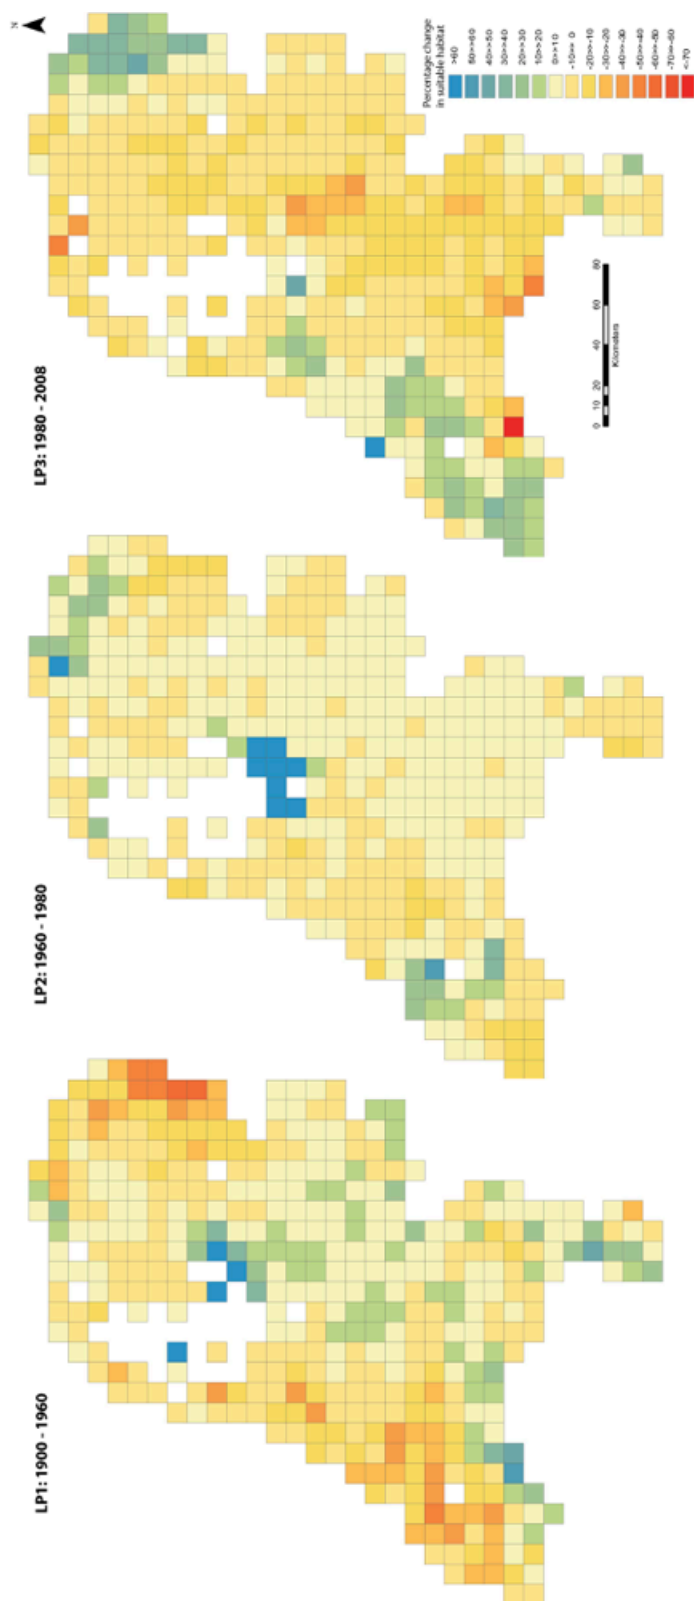 LP1: 1900 - 1960
LP2: 1960 - 1980
LP3: 1980 - 2008
N
Percentage change
in suitable habitat
>60
50>>60
40>>50
30>>40
20>>30
10>>20
0>>10
-10>> 0
-20>>-10
-30>>-20
-40>>-30
-50>>-40
-60>>-50
-70>>-60
<-70
0 10 20 40 60 80
Kilometers